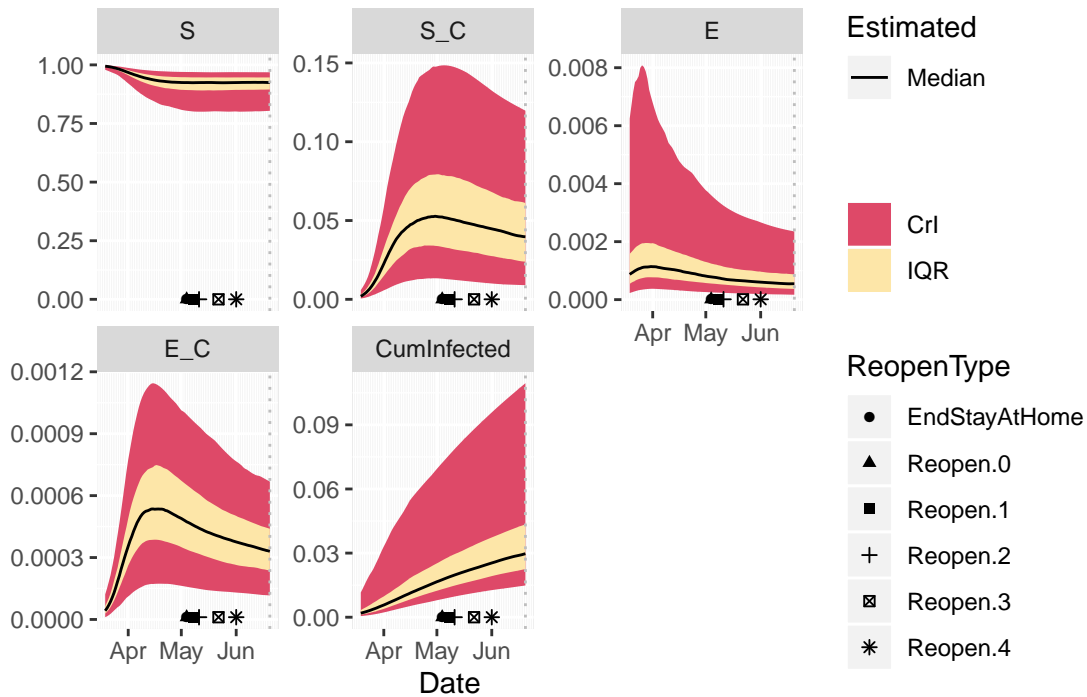 S
S_C
E
1.00
0.75
0.50
0.25
0.00
0.15
0.10
0.05
0.00
0.008
0.006
0.004
0.002
0.000
Apr May Jun
E_C
CumInfected
0.0012
0.0009
0.0006
0.0003
0.0000
Apr May Jun
0.09
0.06
0.03
0.00
Apr May Jun
Date
Estimated
Median
CrI
IQR
ReopenType
EndStayAtHome
Reopen.0
Reopen.1
Reopen.2
Reopen.3
Reopen.4